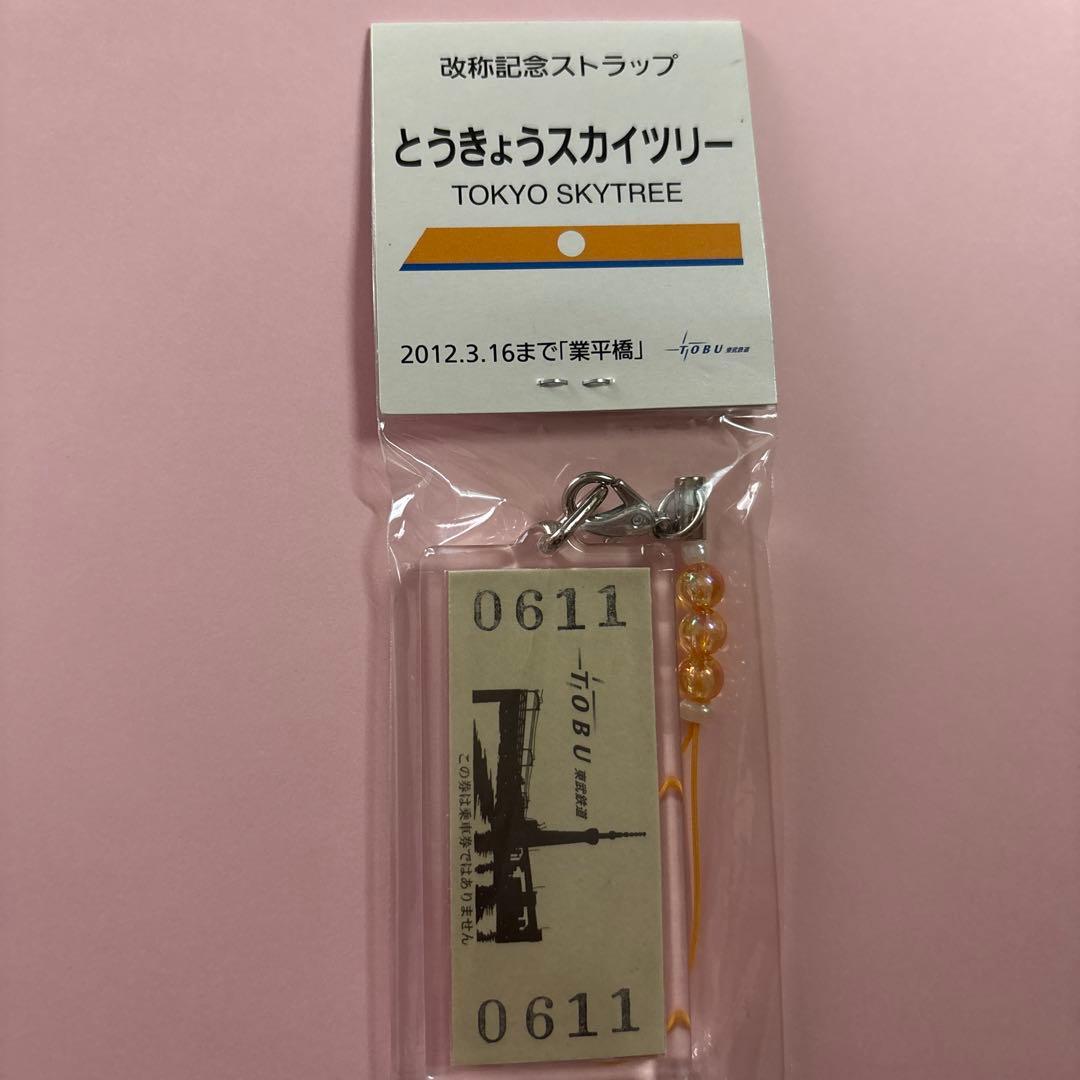 改称記念ストラップ
とうきょうスカイツリー
TOKYO SKYTREE
2012.3.16まで「業平橋」
TOBU 東武鉄道
0611
TOBU 東武鉄道
この券は乗車券ではありません
0611